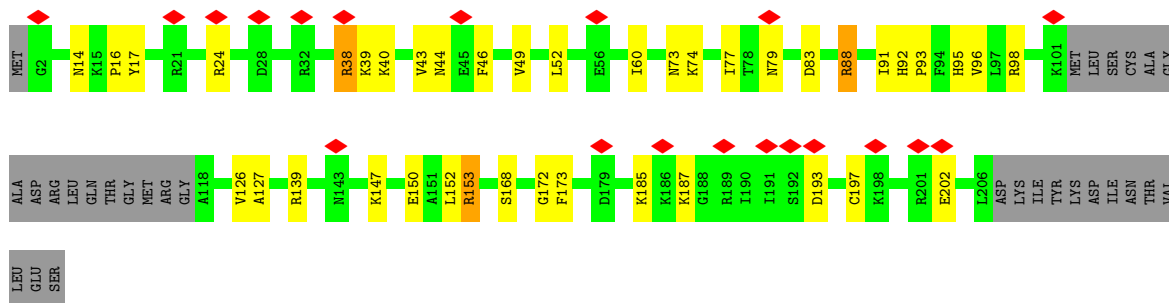 MET G2 N14 K15 P16 Y17 R21 R24 D28 R32 R38 K39 K40 V43 N44 E45 F46 V49 L52 E56 I60 N73 K74 I77 T78 N79 D83 R88 I91 H92 P93 F94 H95 V96 L97 R98 K101 MET LEU SER CYS ALA GLY
ALA ASP ARG LEU GLN THR GLY MET ARG GLY A118 V126 A127 R139 N143 K147 E150 A151 L152 R153 S168 G172 F173 D179 K185 K186 K187 G188 R189 I190 I191 S192 D193 C197 K198 R201 E202 L206 ASP LYS ILE TYR LYS ASP ILE ASN THR VAL
LEU GLU SER